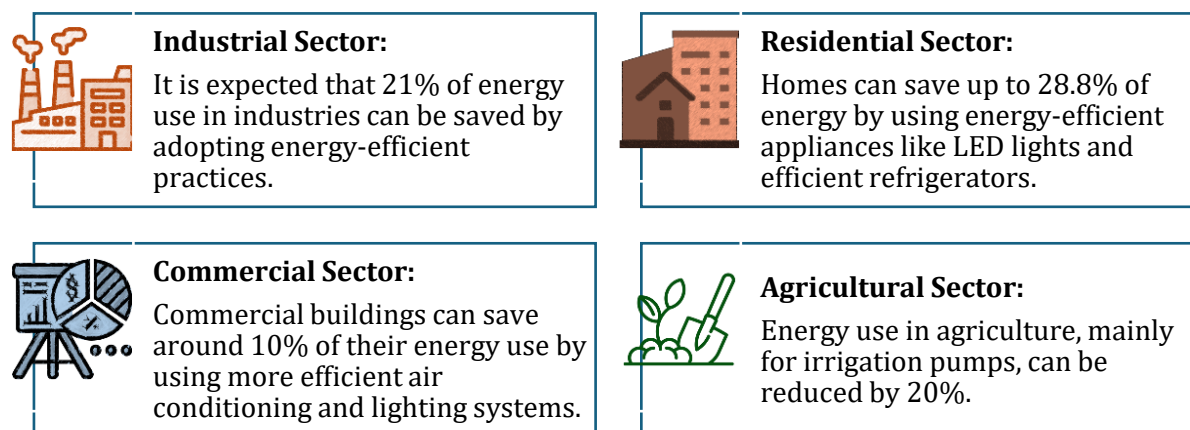 Industrial Sector:
It is expected that 21% of energy
use in industries can be saved by
adopting energy-efficient
practices.
Residential Sector:
Homes can save up to 28.8% of
energy by using energy-efficient
appliances like LED lights and
efficient refrigerators.
Commercial Sector:
Commercial buildings can save
around 10% of their energy use by
using more efficient air
conditioning and lighting systems.
Agricultural Sector:
Energy use in agriculture, mainly
for irrigation pumps, can be
reduced by 20%.